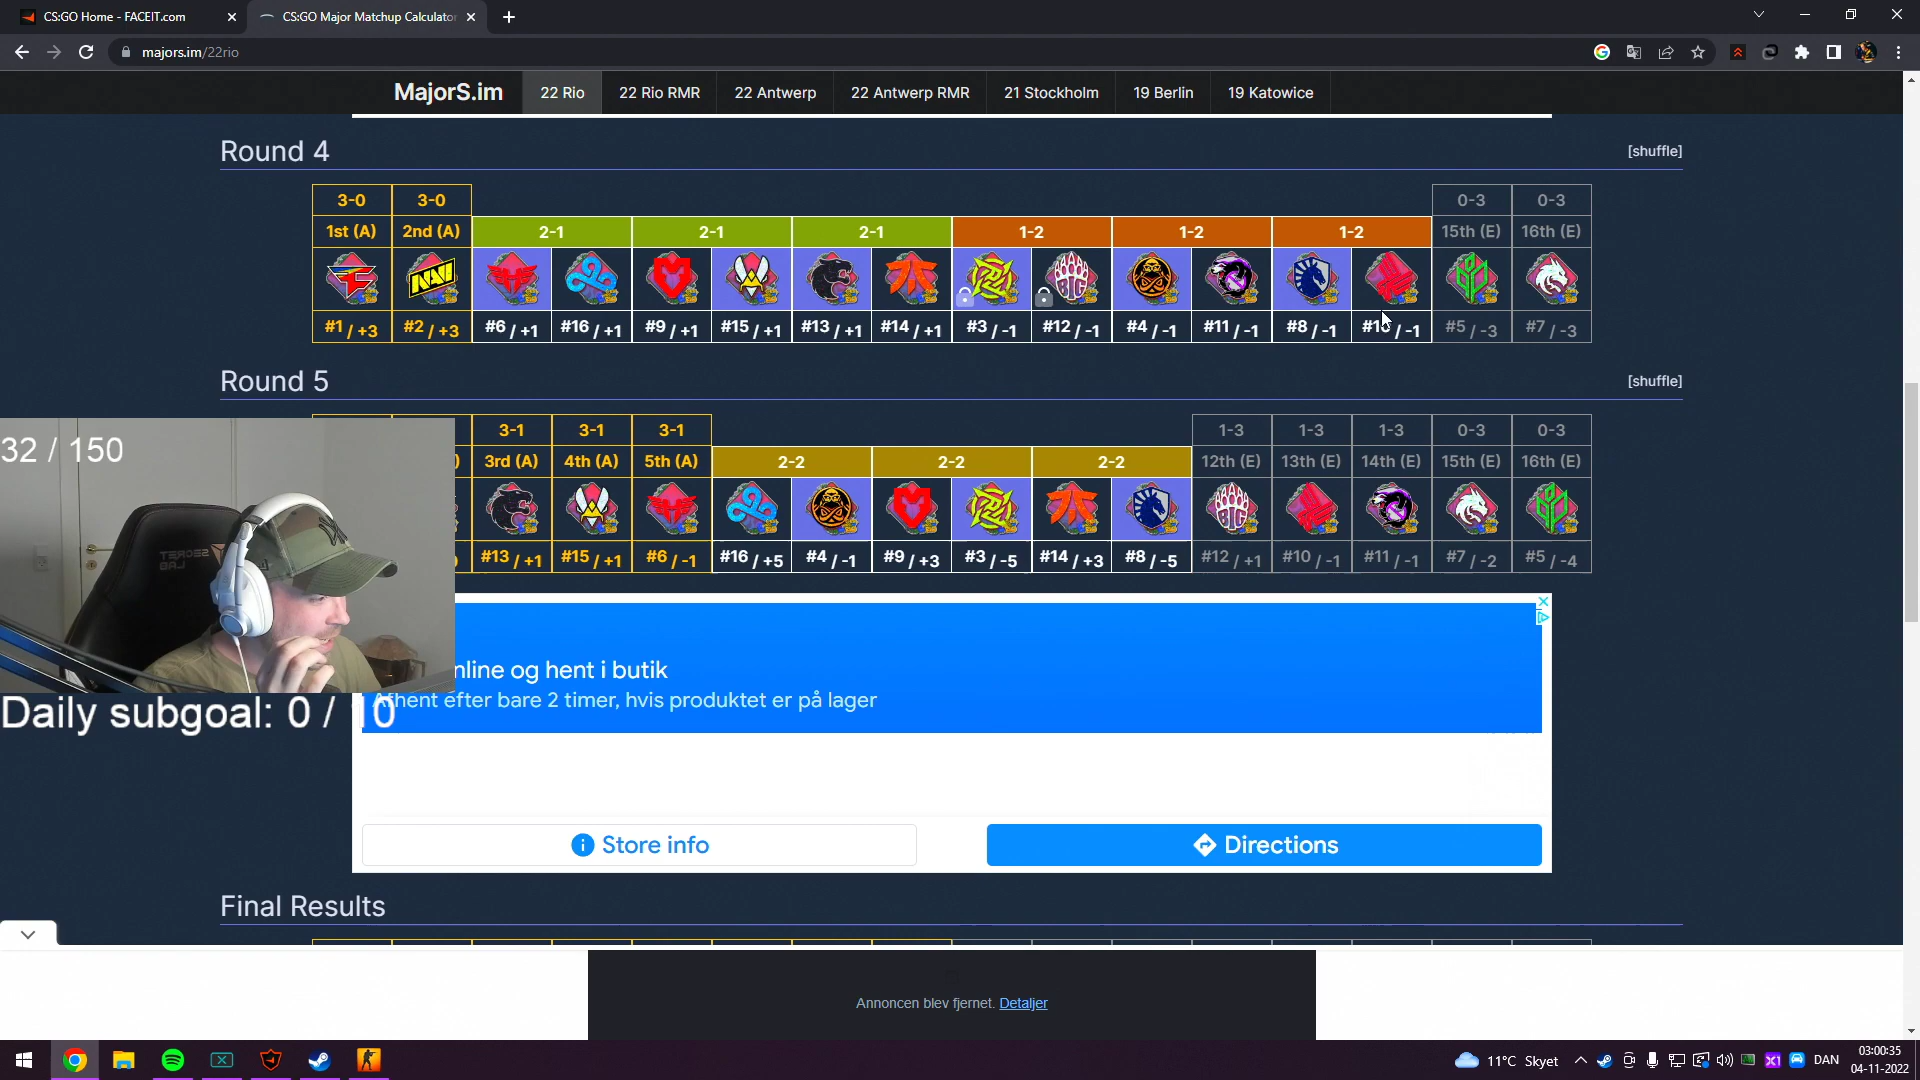 CS:GO Home - FACEIT.com
CS:GO Major Matchup Calculator
majors.im/22rio
MajorS.im
22 Rio
22 Rio RMR
22 Antwerp
22 Antwerp RMR
21 Stockholm
19 Berlin
19 Katowice
Round 4
[shuffle]
3-0 3-0 0-3 0-3
1st (A) 2nd (A) 2-1 2-1 2-1 1-2 1-2 1-2 15th (E) 16th (E)
NAVI BIG
#1 / +3 #2 / +3 #6 / +1 #16 / +1 #9 / +1 #15 / +1 #13 / +1 #14 / +1 #3 / -1 #12 / -1 #4 / -1 #11 / -1 #8 / -1 / -1 #5 / -3 #7 / -3
Round 5
[shuffle]
3-1 3-1 3-1 1-3 1-3 1-3 0-3 0-3
) 3rd (A) 4th (A) 5th (A) 2-2 2-2 2-2 12th (E) 13th (E) 14th (E) 15th (E) 16th (E)
BIG
#13 / +1 #15 / +1 #6 / -1 #16 / +5 #4 / -1 #9 / +3 #3 / -5 #14 / +3 #8 / -5 #12 / +1 #10 / -1 #11 / -1 #7 / -2 #5 / -4
32 / 150
SECRET
LAB
Daily subgoal: 0 / 10
nline og hent i butik
Afhent efter bare 2 timer, hvis produktet er på lager
Store info
Directions
Final Results
Annoncen blev fjernet. Detaljer
11°C Skyet
DAN
03:00:35
04-11-2022